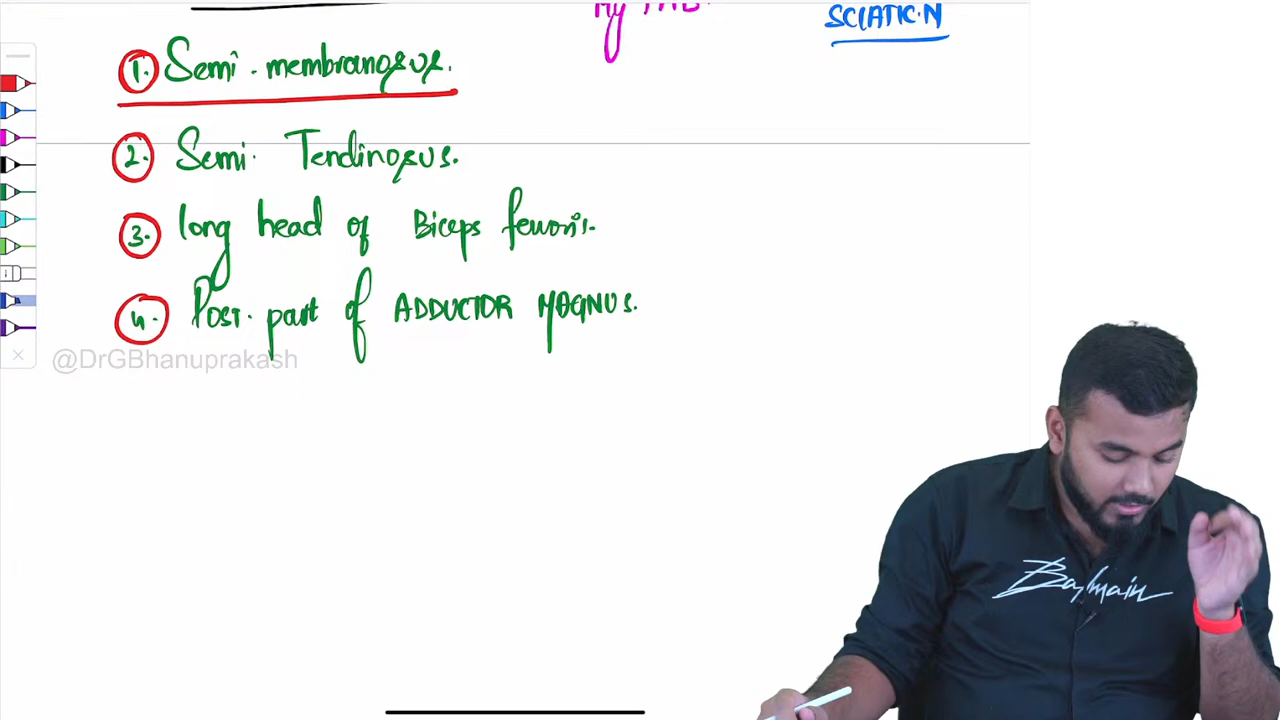 SCIATIC.N
1. Semi-membranosus.
2. Semi. Tendinosus.
3. long head of Biceps femoris.
4. Post. part of ADDUCTOR MAGNUS.
@DrGBhanuprakash
Balmain